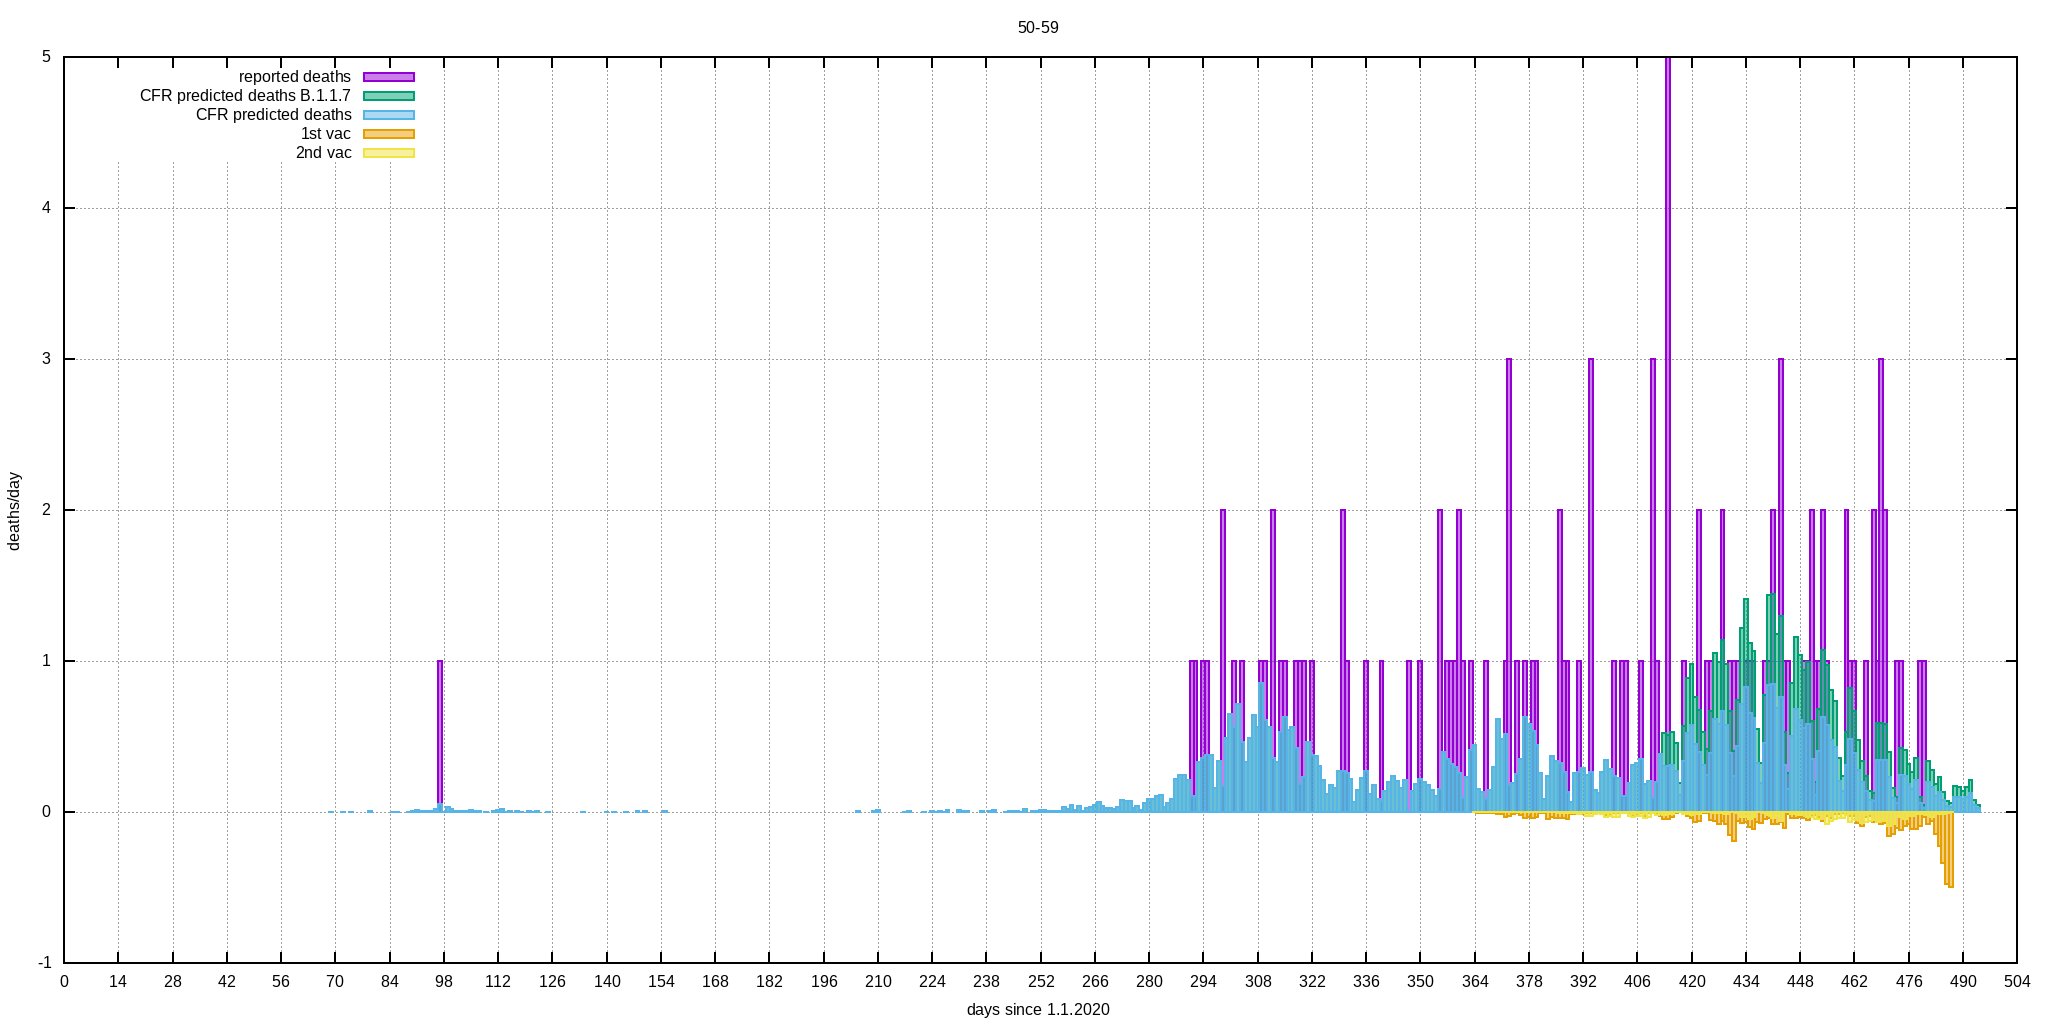 50-59
reported deaths
CFR predicted deaths B.1.1.7
CFR predicted deaths
1st vac
2nd vac
5
4
3
2
1
0
-1
deaths/day
0 14 28 42 56 70 84 98 112 126 140 154 168 182 196 210 224 238 252 266 280 294 308 322 336 350 364 378 392 406 420 434 448 462 476 490 504
days since 1.1.2020